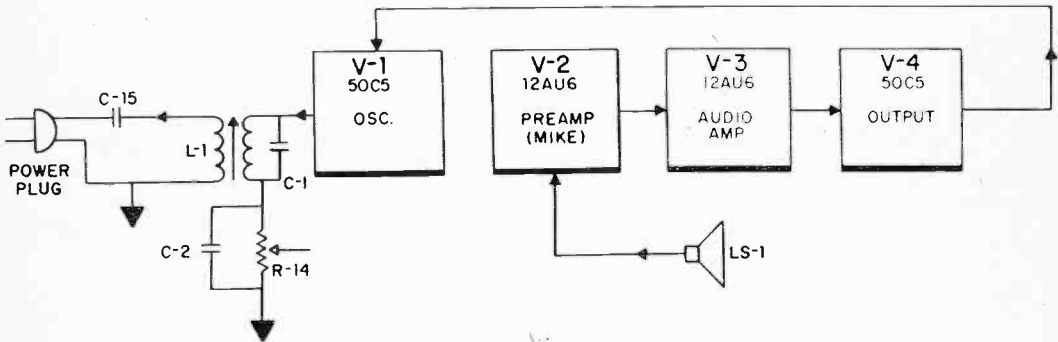 V-1
50C5
OSC.
V-2
12AU6
PREAMP
(MIKE)
V-3
12AU6
AUDIO
AMP
V-4
50C5
OUTPUT
C-15
L-1
C-1
POWER
PLUG
C-2
R-14
LS-1